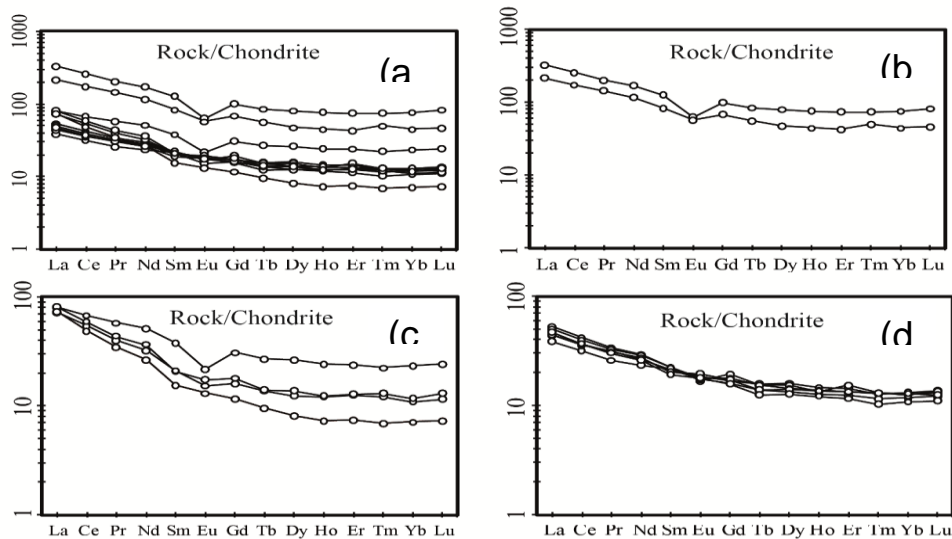 1000
100
10
1
Rock/Chondrite
(a
La Ce Pr Nd Sm Eu Gd Tb Dy Ho Er Tm Yb Lu
1000
100
10
1
Rock/Chondrite
(b
La Ce Pr Nd Sm Eu Gd Tb Dy Ho Er Tm Yb Lu
100
10
1
Rock/Chondrite
(c
La Ce Pr Nd Sm Eu Gd Tb Dy Ho Er Tm Yb Lu
100
10
1
Rock/Chondrite
(d
La Ce Pr Nd Sm Eu Gd Tb Dy Ho Er Tm Yb Lu